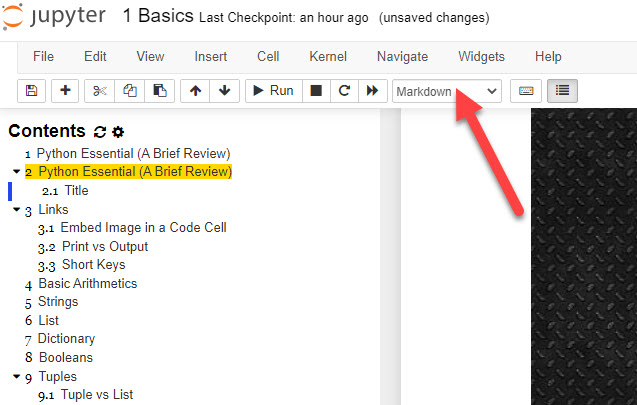 jupyter 1 Basics Last Checkpoint: an hour ago (unsaved changes)
File Edit View Insert Cell Kernel Navigate Widgets Help
Run Markdown
Contents
1 Python Essential (A Brief Review)
2 Python Essential (A Brief Review)
2.1 Title
3 Links
3.1 Embed Image in a Code Cell
3.2 Print vs Output
3.3 Short Keys
4 Basic Arithmetics
5 Strings
6 List
7 Dictionary
8 Booleans
9 Tuples
9.1 Tuple vs List